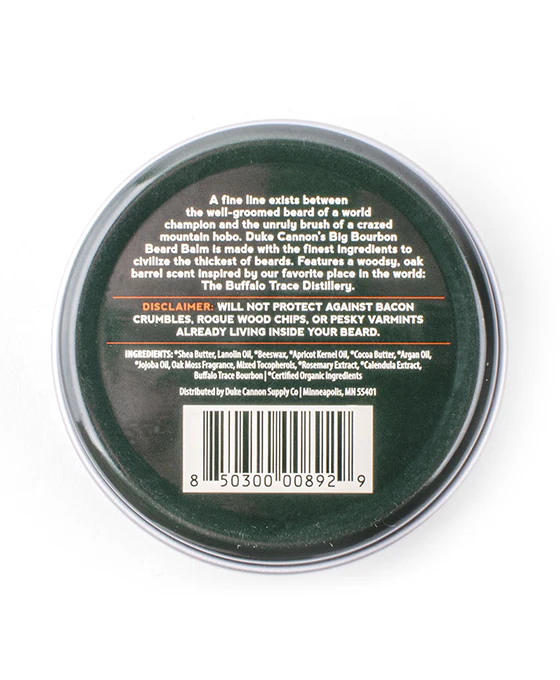 A fine line exists between
the well-groomed beard of a world
champion and the unruly brush of a crazed
mountain hobo. Duke Cannon's Big Bourbon
Beard Balm is made with the finest ingredients to
civilize the thickest of beards. Features a woodsy, oak
barrel scent inspired by our favorite place in the world:
The Buffalo Trace Distillery.
DISCLAIMER: WILL NOT PROTECT AGAINST BACON
CRUMBLES, ROGUE WOOD CHIPS, OR PESKY VARMINTS
ALREADY LIVING INSIDE YOUR BEARD.
INGREDIENTS: *Shea Butter, Lanolin Oil, *Beeswax, *Apricot Kernel Oil, *Cocoa Butter, *Argan Oil,
*Jojoba Oil, Oak Moss Fragrance, Mixed Tocopherols, *Rosemary Extract, *Calendula Extract,
Buffalo Trace Bourbon | *Certified Organic Ingredients
Distributed by Duke Cannon Supply Co | Minneapolis, MN 55401
8 50300 00892 9